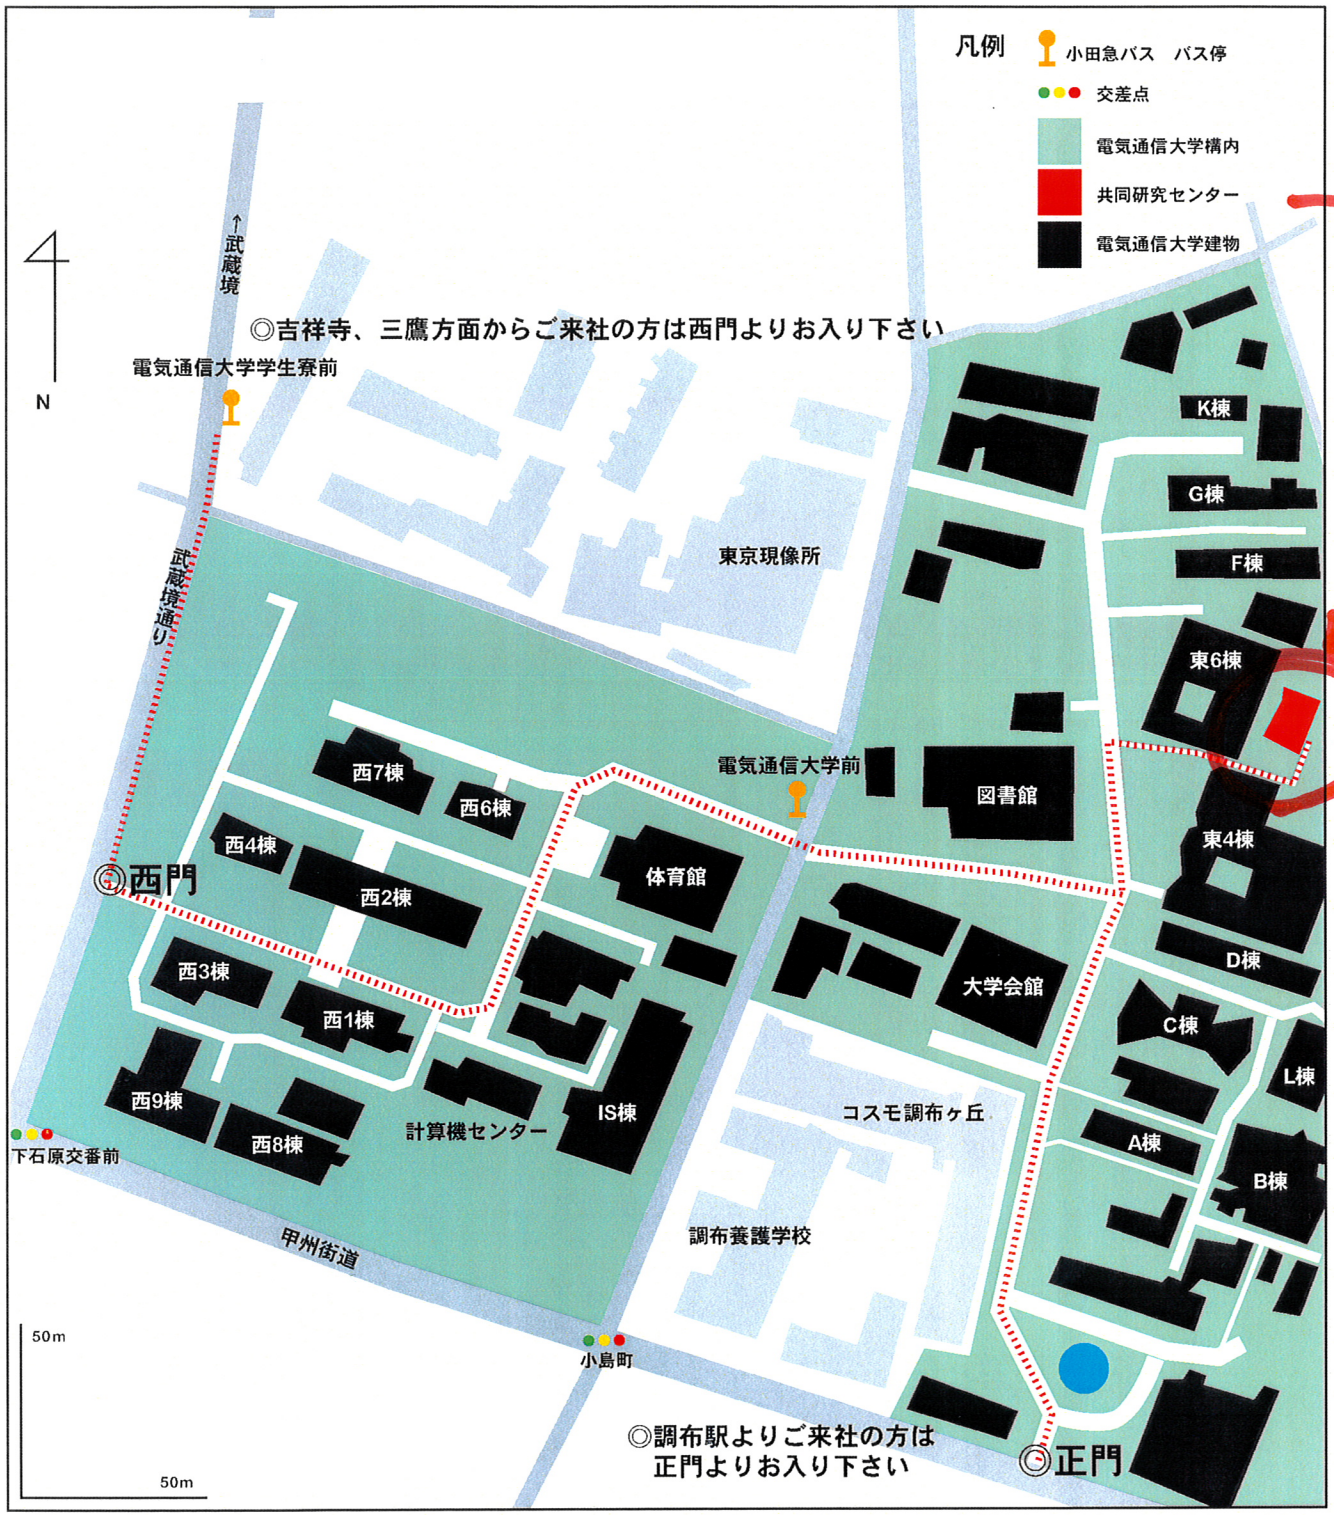 凡例
小田急バス　バス停
交差点
電気通信大学構内
共同研究センター
電気通信大学建物
↑武蔵境
◎吉祥寺、三鷹方面からご来社の方は西門よりお入り下さい
電気通信大学学生寮前
N
K棟
G棟
東京現像所
F棟
武蔵境通り
東6棟
電気通信大学前
西7棟
西6棟
図書館
西4棟
東4棟
体育館
◎西門
西2棟
D棟
西3棟
大学会館
西1棟
C棟
L棟
西9棟
IS棟
コスモ調布ヶ丘
計算機センター
西8棟
A棟
下石原交番前
B棟
甲州街道
調布養護学校
50m
小島町
◎調布駅よりご来社の方は
正門よりお入り下さい
◎正門
50m